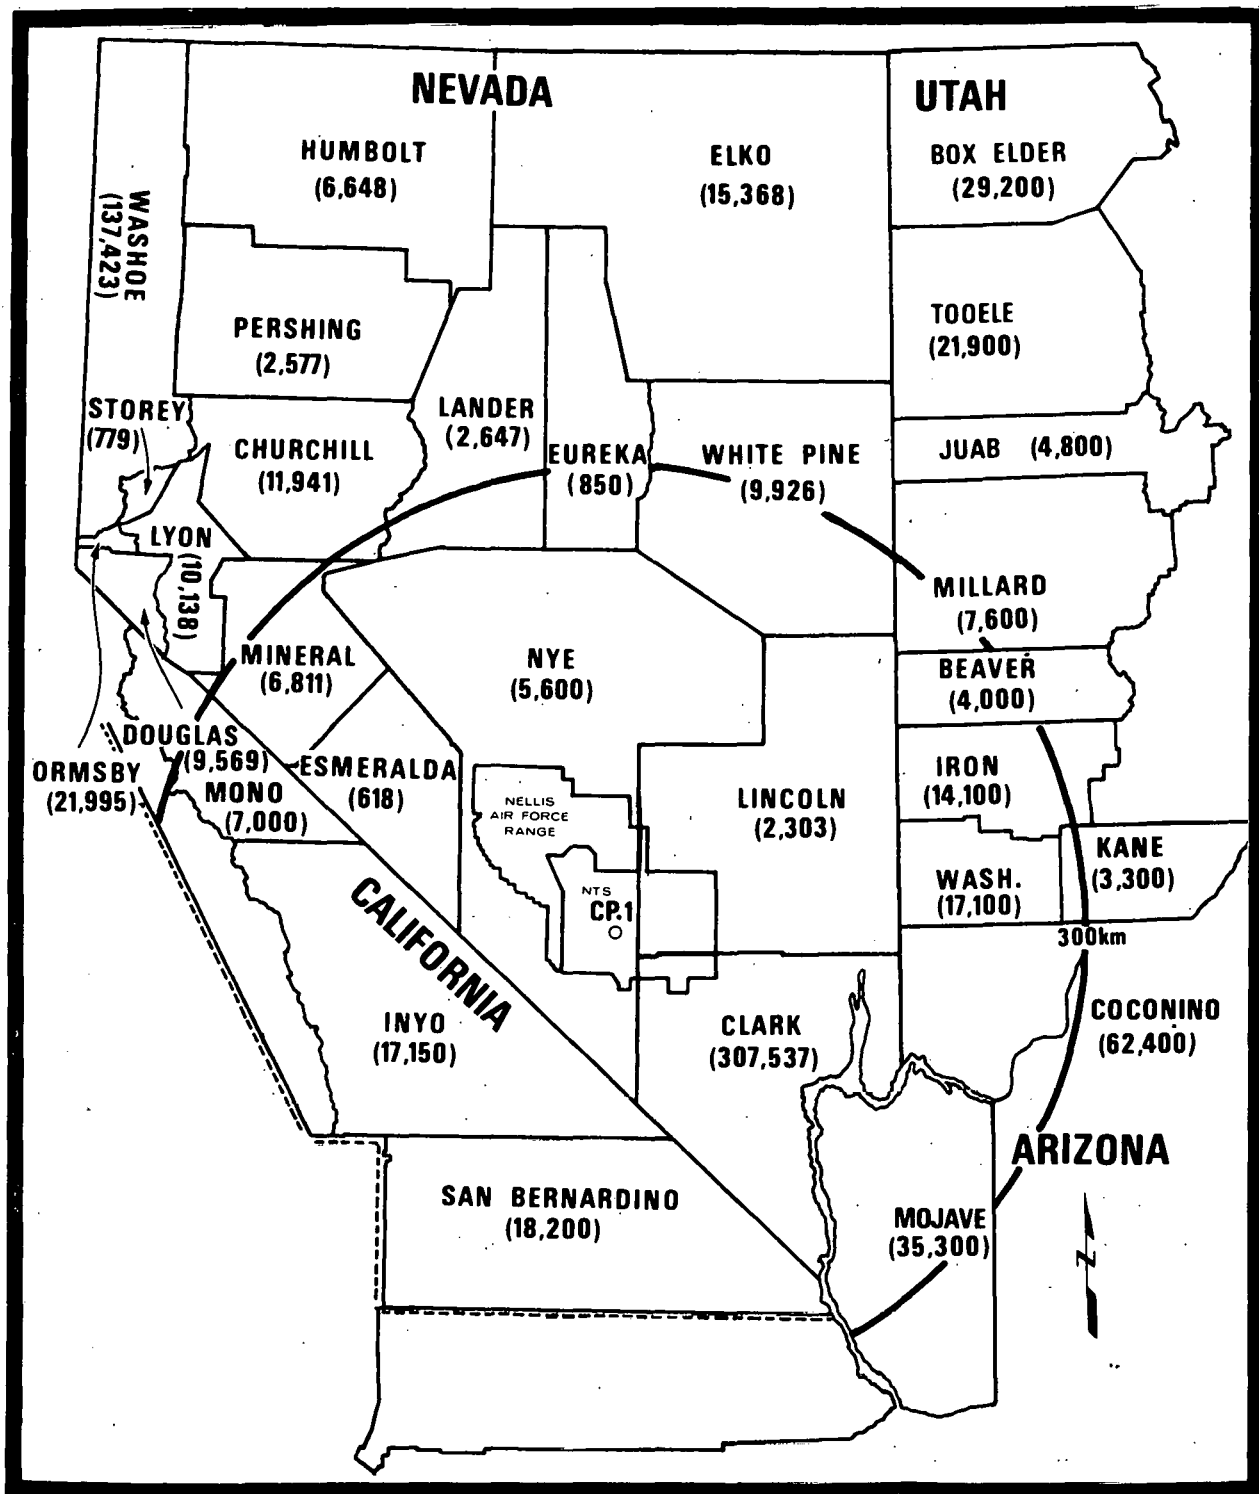 NEVADA
UTAH
HUMBOLT
(6,648)
ELKO
(15,368)
BOX ELDER
(29,200)
WASHOE
(137,423)
PERSHING
(2,577)
TOOELE
(21,900)
STOREY
(779)
CHURCHILL
(11,941)
LANDER
(2,647)
EUREKA
(850)
WHITE PINE
(9,926)
JUAB (4,800)
LYON
(10,138)
MILLARD
(7,600)
MINERAL
(6,811)
NYE
(5,600)
BEAVER
(4,000)
DOUGLAS
(9,569)
ORMSBY
(21,995)
MONO
(7,000)
ESMERALDA
(618)
NELLIS
AIR FORCE
RANGE
LINCOLN
(2,303)
IRON
(14,100)
KANE
(3,300)
WASH.
(17,100)
NTS
CP.1
300km
CALIFORNIA
INYO
(17,150)
CLARK
(307,537)
COCONINO
(62,400)
ARIZONA
SAN BERNARDINO
(18,200)
MOJAVE
(35,300)
N